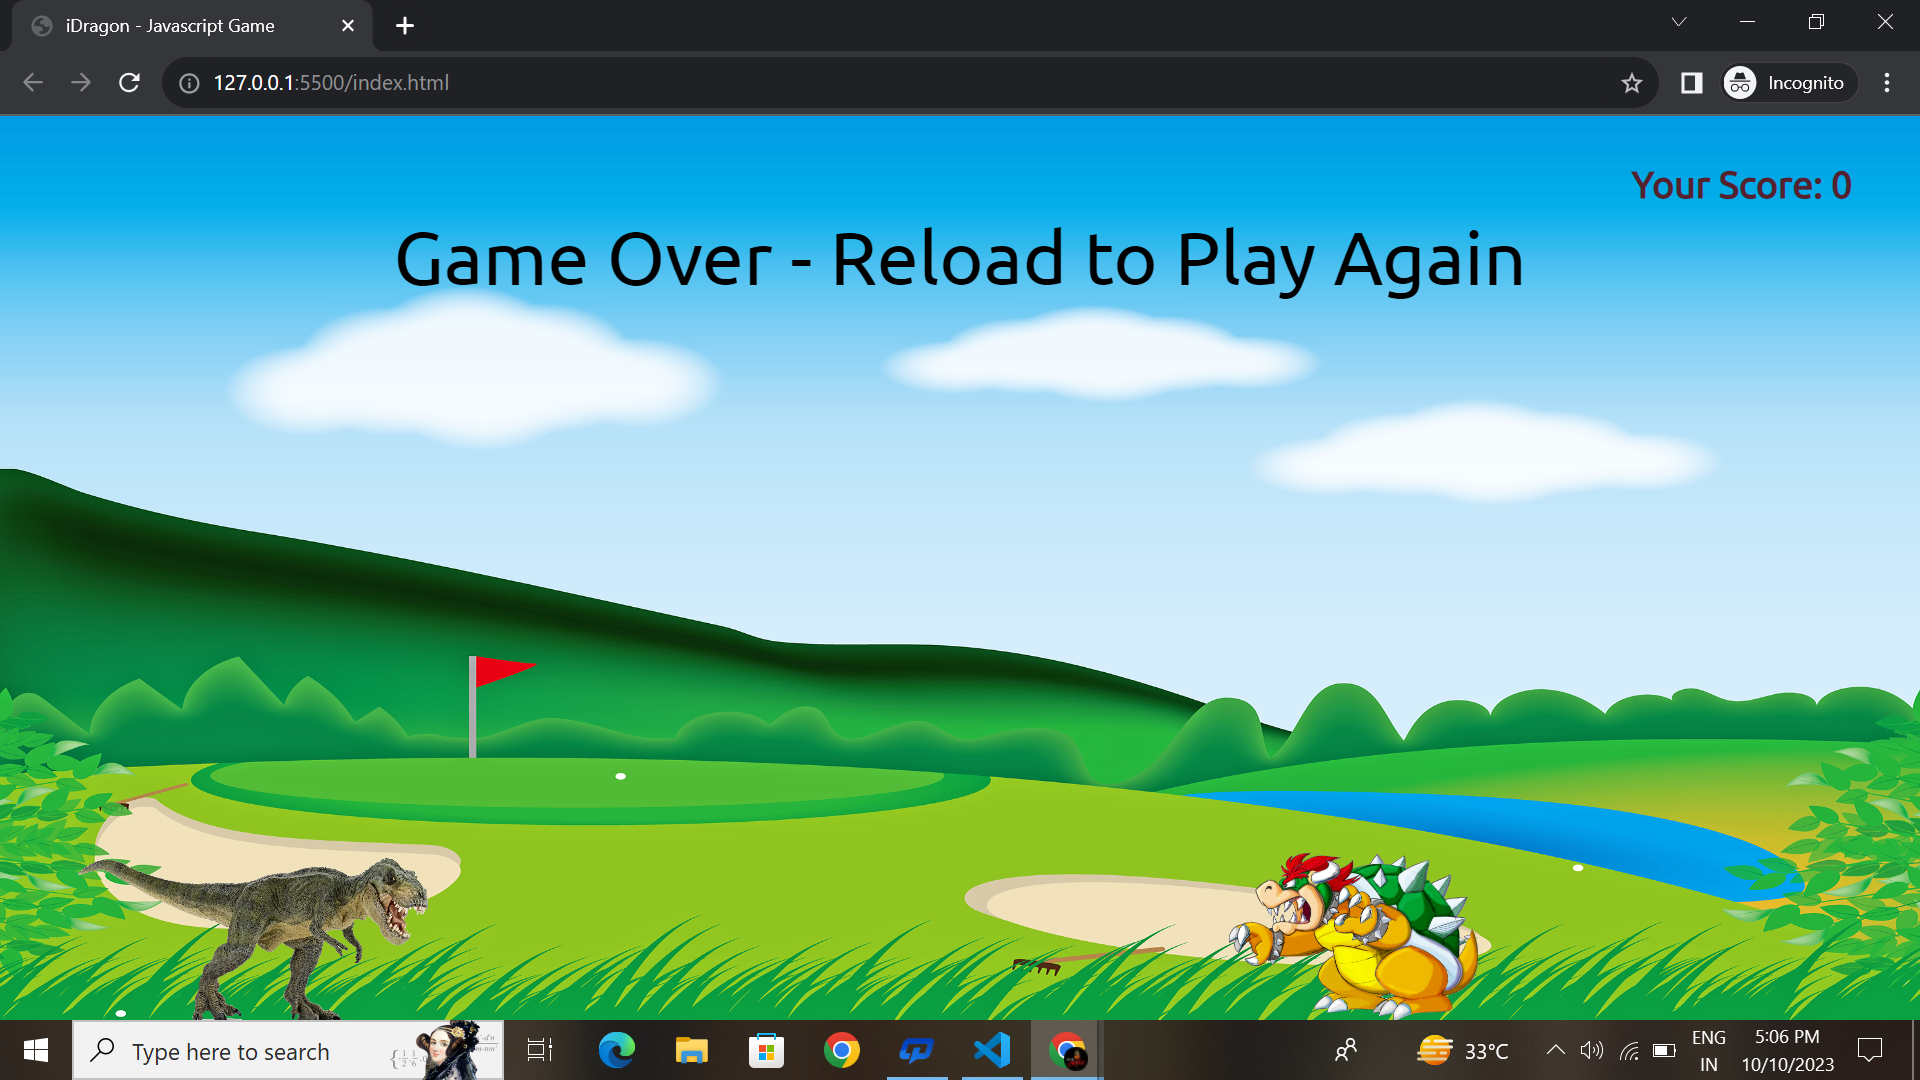 iDragon - Javascript Game
127.0.0.1:5500/index.html
Incognito
Your Score: 0
Game Over - Reload to Play Again
Type here to search
33°C
ENG
IN
5:06 PM
10/10/2023